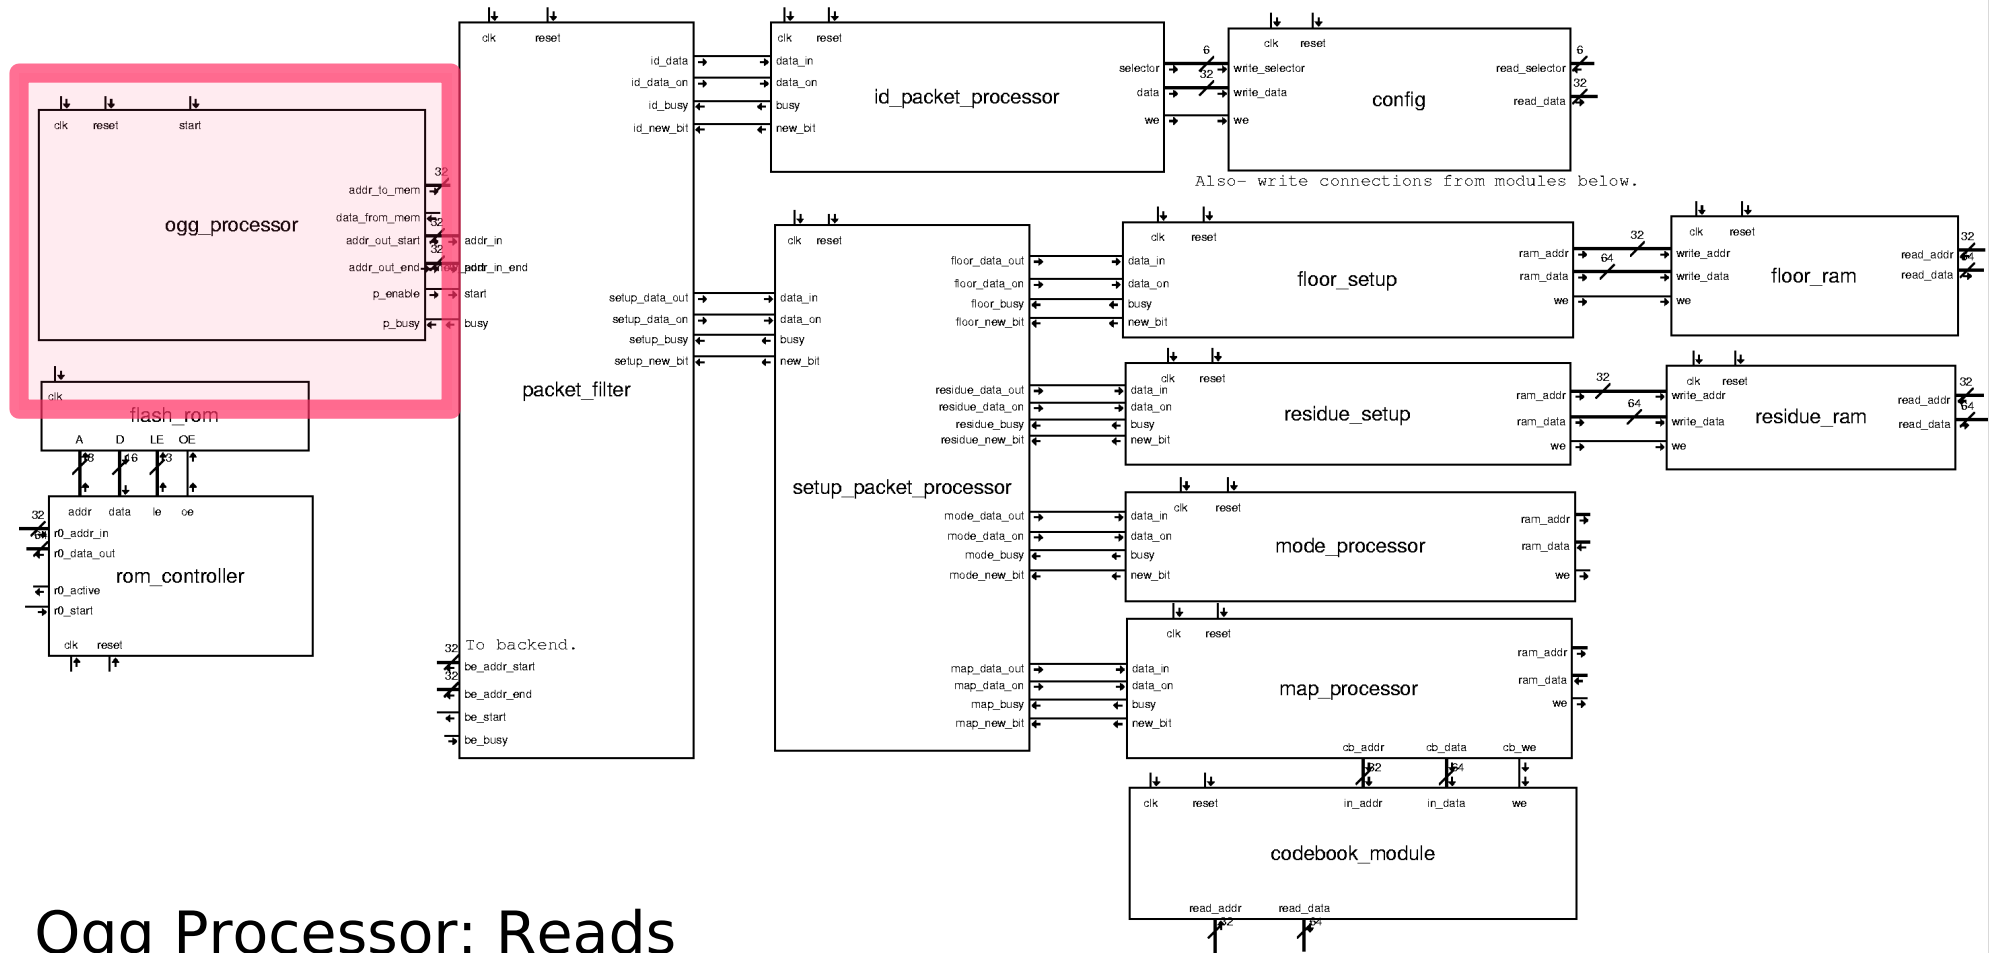 clk reset start
addr_to_mem
32
data_from_mem
ogg_processor
32
addr_out_start
32
addr_out_end
p_enable
p_busy
clk
flash_rom
A D LE OE
16
addr data le oe
32
r0_addr_in
r0_data_out
rom_controller
r0_active
r0_start
clk reset
clk reset
id_data
id_data_on
id_busy
id_new_bit
addr_in
addr_in_end
start
busy
setup_data_out
setup_data_on
setup_busy
setup_new_bit
packet_filter
To backend.
32
be_addr_start
32
be_addr_end
be_start
be_busy
clk reset
data_in
data_on
busy
new_bit
id_packet_processor
selector
data
we
6
32
clk reset
write_selector
write_data
we
config
read_selector
read_data
6
32
Also- write connections from modules below.
clk reset
data_in
data_on
busy
new_bit
setup_packet_processor
floor_data_out
floor_data_on
floor_busy
floor_new_bit
residue_data_out
residue_data_on
residue_busy
residue_new_bit
mode_data_out
mode_data_on
mode_busy
mode_new_bit
map_data_out
map_data_on
map_busy
map_new_bit
clk reset
data_in
data_on
busy
new_bit
floor_setup
ram_addr
ram_data
we
32
64
clk reset
write_addr
write_data
we
floor_ram
read_addr
read_data
32
64
clk reset
data_in
data_on
busy
new_bit
residue_setup
ram_addr
ram_data
we
32
64
clk reset
write_addr
write_data
we
residue_ram
read_addr
read_data
32
64
clk reset
data_in
data_on
busy
new_bit
mode_processor
ram_addr
ram_data
we
clk reset
data_in
data_on
busy
new_bit
map_processor
ram_addr
ram_data
we
cb_addr cb_data cb_we
32 64
clk reset in_addr in_data we
codebook_module
read_addr read_data
32 64
Ogg Processor: Reads